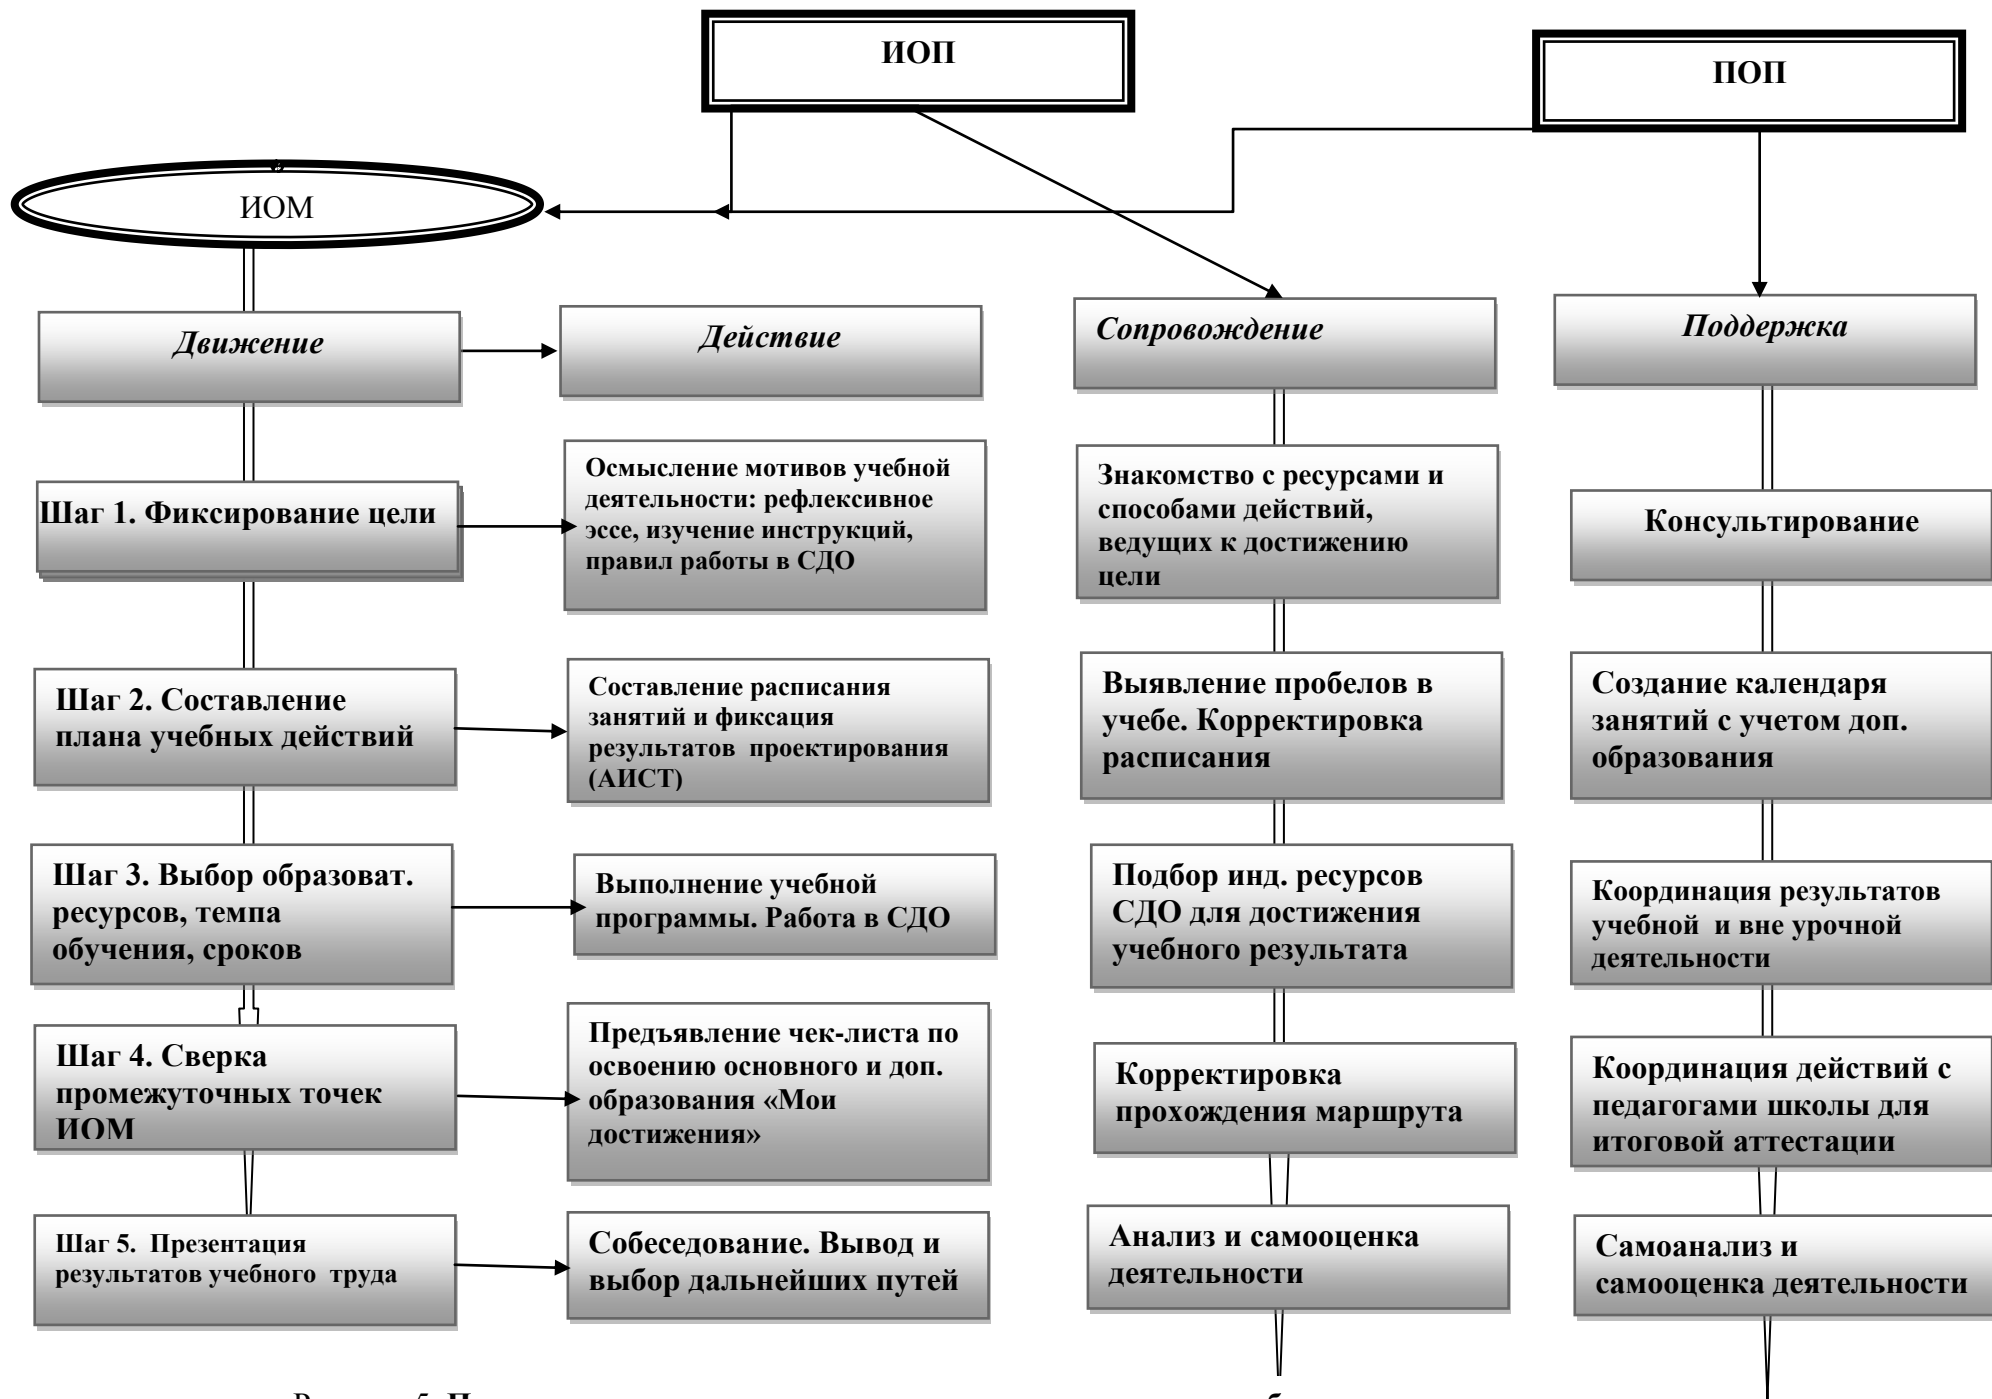 ИОП
ПОП
ИОМ
Движение
Действие
Сопровождение
Поддержка
Шаг 1. Фиксирование цели
Осмысление мотивов учебной
деятельности: рефлексивное
эссе, изучение инструкций,
правил работы в СДО
Знакомство с ресурсами и
способами действий,
ведущих к достижению
цели
Консультирование
Шаг 2. Составление
плана учебных действий
Составление расписания
занятий и фиксация
результатов проектирования
(АИСТ)
Выявление пробелов в
учебе. Корректировка
расписания
Создание календаря
занятий с учетом доп.
образования
Шаг 3. Выбор образоват.
ресурсов, темпа
обучения, сроков
Выполнение учебной
программы. Работа в СДО
Подбор инд. ресурсов
СДО для достижения
учебного результата
Координация результатов
учебной и вне урочной
деятельности
Шаг 4. Сверка
промежуточных точек
ИОМ
Предъявление чек-листа по
освоению основного и доп.
образования «Мои
достижения»
Корректировка
прохождения маршрута
Координация действий с
педагогами школы для
итоговой аттестации
Шаг 5. Презентация
результатов учебного труда
Собеседование. Вывод и
выбор дальнейших путей
Анализ и самооценка
деятельности
Самоанализ и
самооценка деятельности